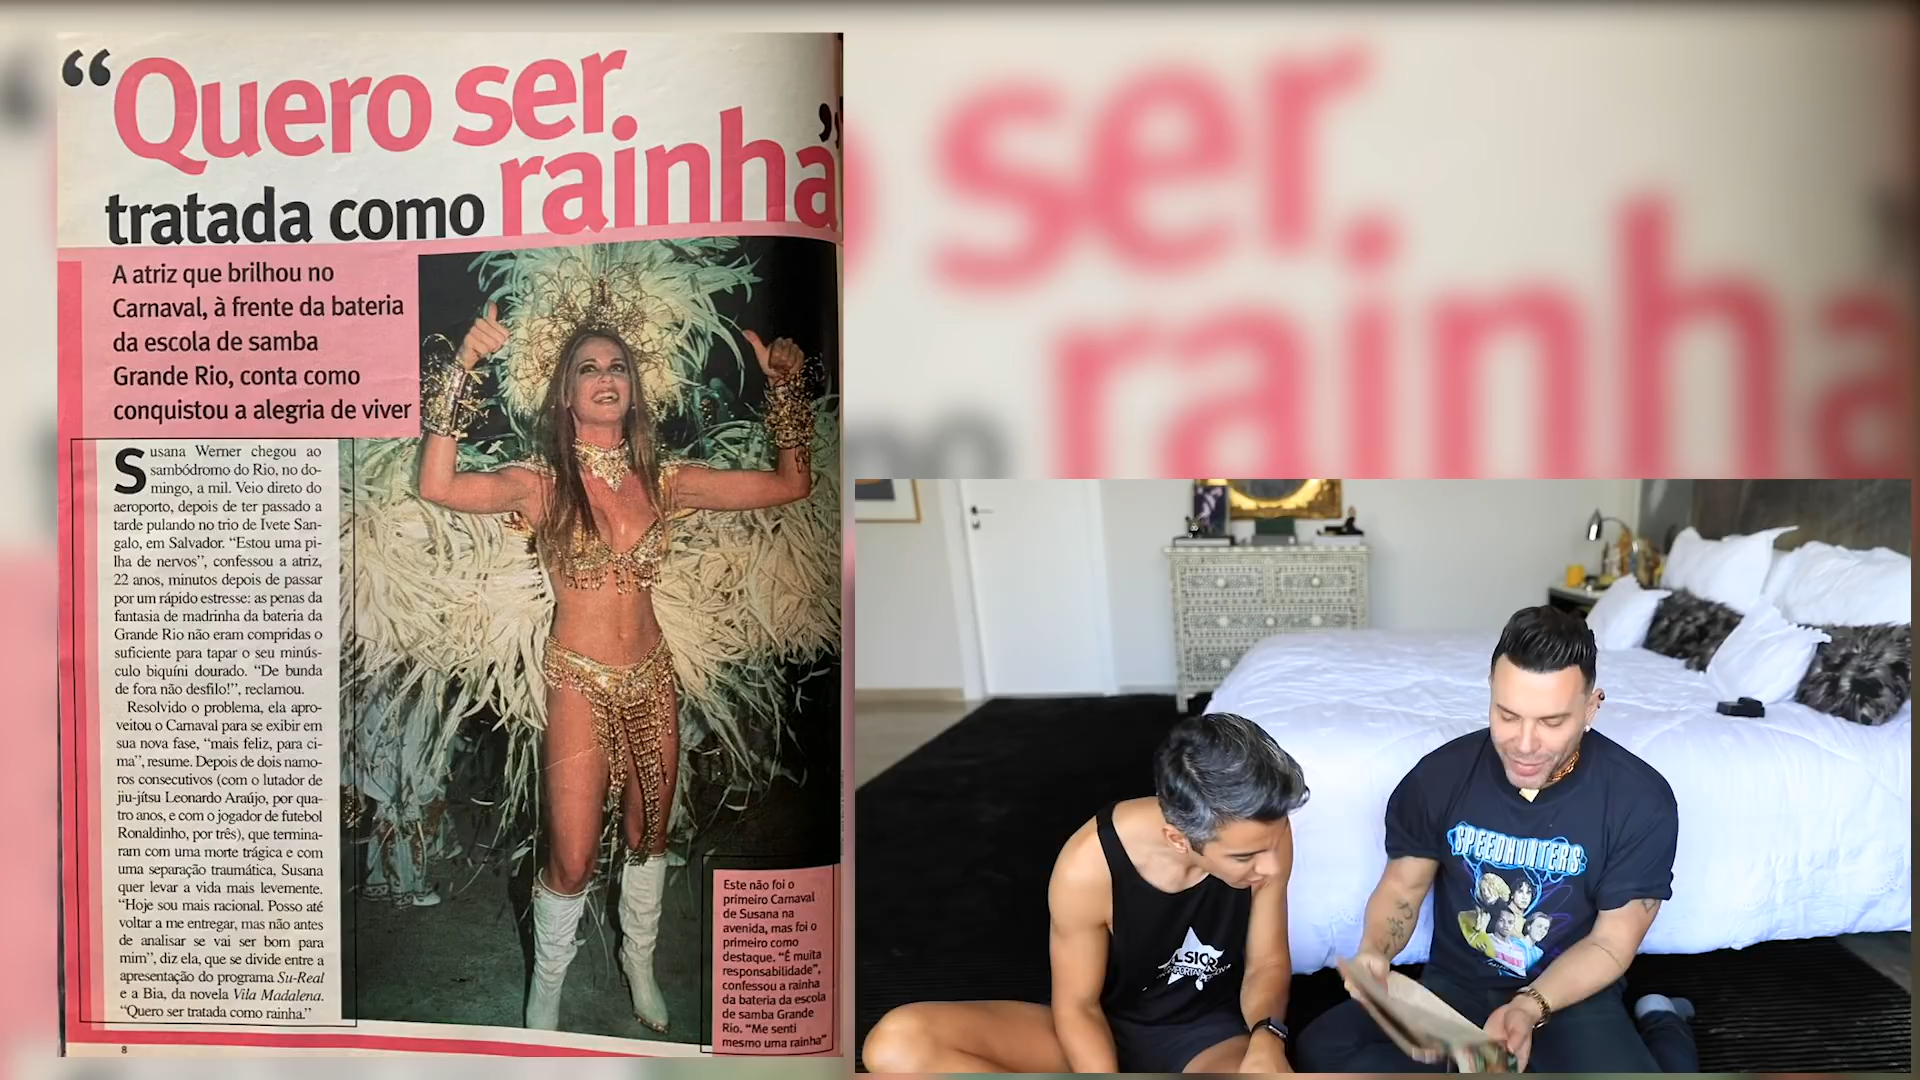 “Quero ser
tratada como rainha”
A atriz que brilhou no
Carnaval, à frente da bateria
da escola de samba
Grande Rio, conta como
conquistou a alegria de viver
Susana Werner chegou ao
sambódromo do Rio, no do-
mingo, a mil. Veio direto do
aeroporto, depois de ter passado a
tarde pulando no trio de Ivete San-
galo, em Salvador. “Estou uma pi-
lha de nervos”, confessou a atriz,
22 anos, minutos depois de passar
por um rápido estresse: as penas da
fantasia de madrinha da bateria da
Grande Rio não eram compridas o
suficiente para tapar o seu minús-
culo biquíni dourado. “De bunda
de fora não desfilo!”, reclamou.
Resolvido o problema, ela apro-
veitou o Carnaval para se exibir em
sua nova fase, “mais feliz, para ci-
ma”, resume. Depois de dois namo-
ros consecutivos (com o lutador de
jiu-jítsu Leonardo Araújo, por qua-
tro anos, e com o jogador de futebol
Ronaldinho, por três), que termina-
ram com uma morte trágica e com
uma separação traumática, Susana
quer levar a vida mais levemente.
“Hoje sou mais racional. Posso até
voltar a me entregar, mas não antes
de analisar se vai ser bom para
mim”, diz ela, que se divide entre a
apresentação do programa Su-Real
e a Bia, da novela Vila Madalena.
“Quero ser tratada como rainha.”
Este não foi o
primeiro Carnaval
de Susana na
avenida, mas foi o
primeiro como
destaque. “É muita
responsabilidade”,
confessou a rainha
da bateria da escola
de samba Grande
Rio. “Me senti
mesmo uma rainha”
8
ser
rainha
SPEEDHUNTERS